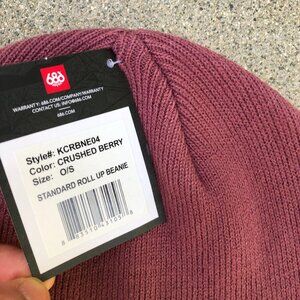 686
WARRANTY:
686.COM/COMPANY/WARRANTY
CONTACT US:
INFO@686.COM
686.COM
Style#: KCRBNE04
Color: CRUSHED BERRY
Size: O/S
STANDARD ROLL UP BEANIE